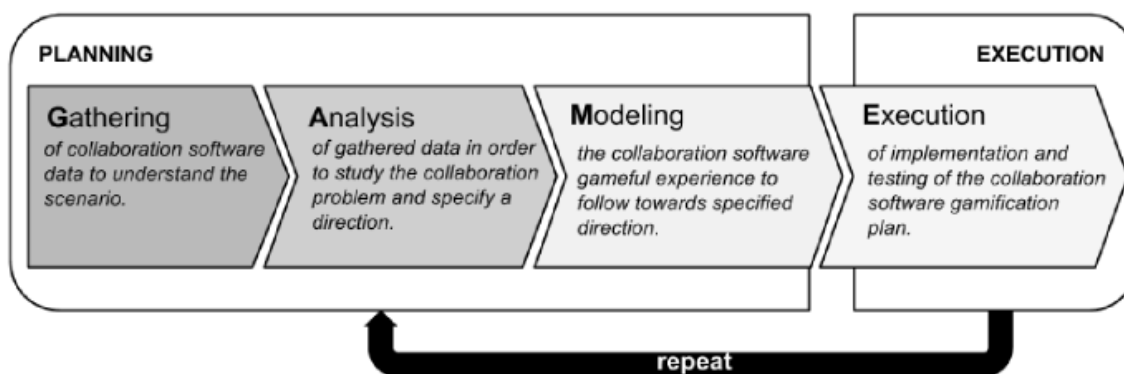 PLANNING
EXECUTION
Gathering
of collaboration software
data to understand the
scenario.
Analysis
of gathered data in order
to study the collaboration
problem and specify a
direction.
Modeling
the collaboration software
gameful experience to
follow towards specified
direction.
Execution
of implementation and
testing of the collaboration
software gamification
plan.
repeat